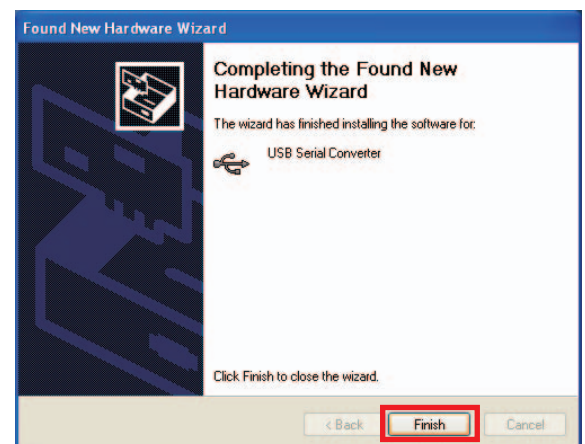 Found New Hardware Wizard
Completing the Found New
Hardware Wizard
The wizard has finished installing the software for:
USB Serial Converter
Click Finish to close the wizard.
< Back
Finish
Cancel